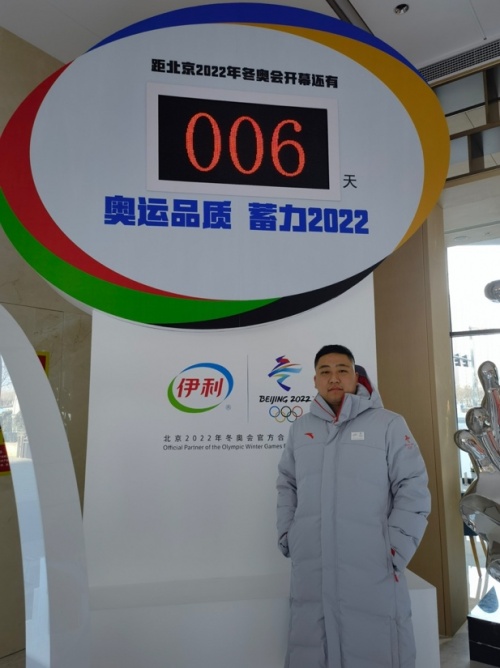 距北京2022年冬奥会开幕还有
006
天
奥运品质 蓄力2022
伊利
®
BEIJING 2022
北京2022年冬奥会官方合
Official Partner of the Olympic Winter Games